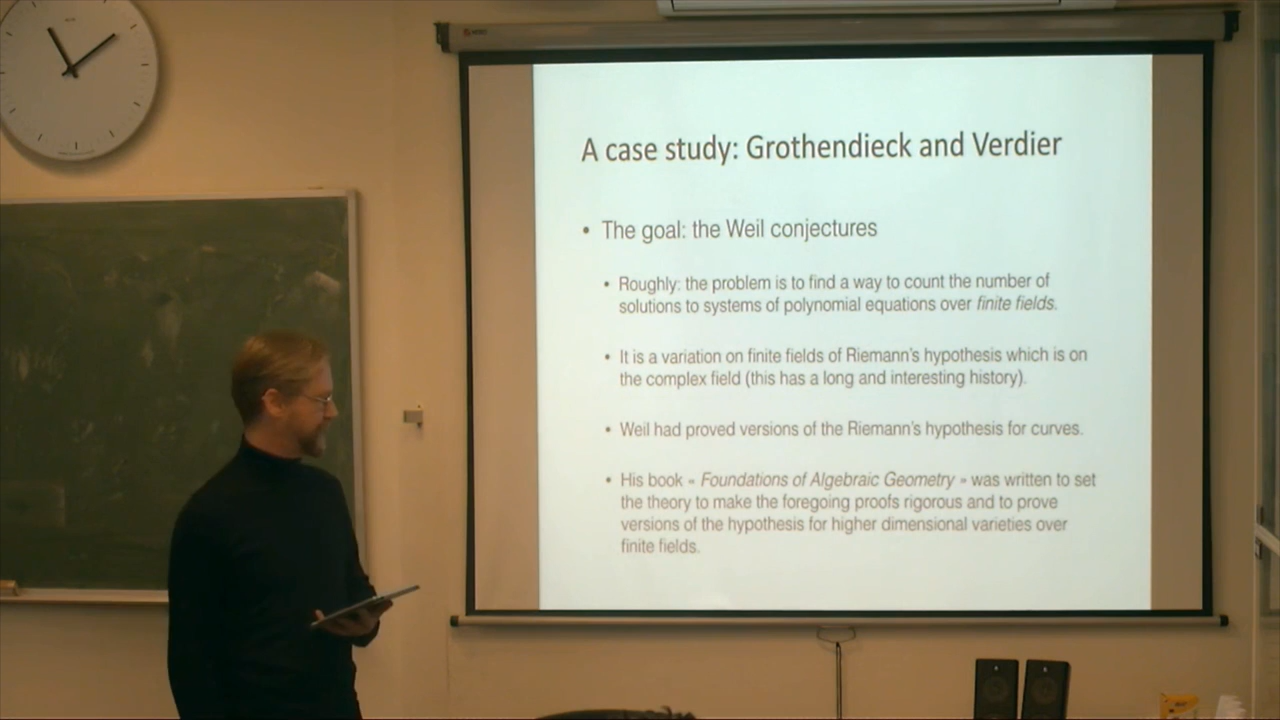 A case study: Grothendieck and Verdier
• The goal: the Weil conjectures
• Roughly: the problem is to find a way to count the number of
solutions to systems of polynomial equations over finite fields.
• It is a variation on finite fields of Riemann's hypothesis which is on
the complex field (this has a long and interesting history).
• Weil had proved versions of the Riemann's hypothesis for curves.
• His book « Foundations of Algebraic Geometry » was written to set
the theory to make the foregoing proofs rigorous and to prove
versions of the hypothesis for higher dimensional varieties over
finite fields.